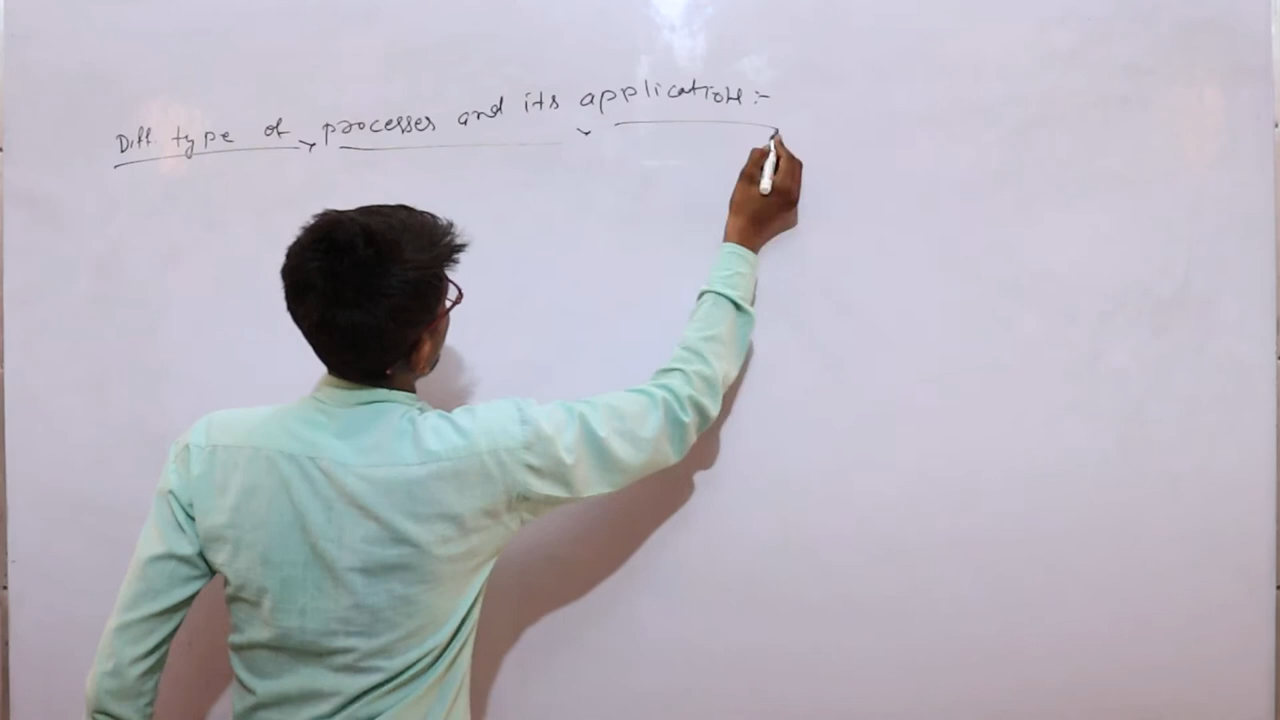 Diff. type of processes and its application:-